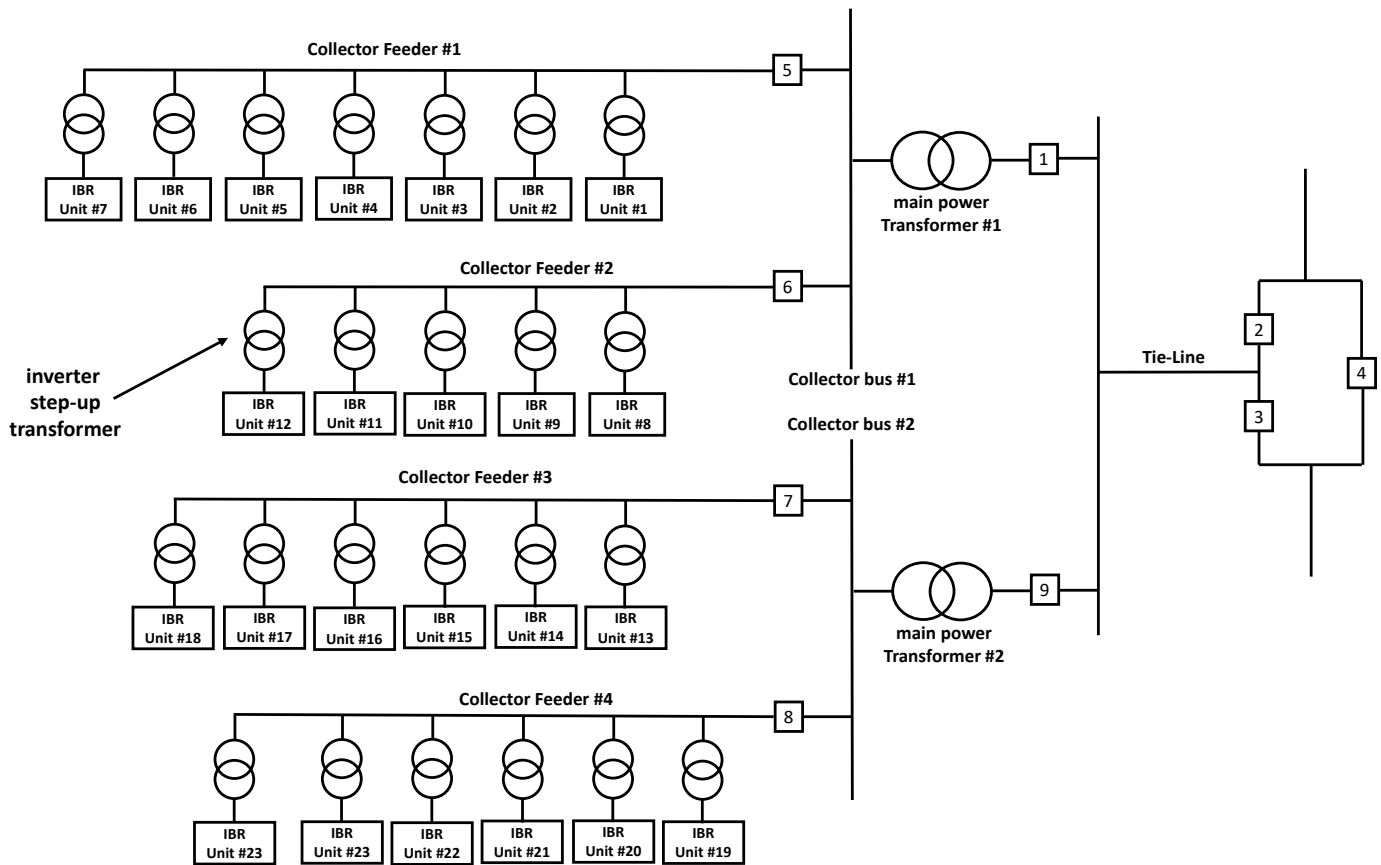 Collector Feeder #1
5
IBR
Unit #7
IBR
Unit #6
IBR
Unit #5
IBR
Unit #4
IBR
Unit #3
IBR
Unit #2
IBR
Unit #1
1
main power
Transformer #1
Collector Feeder #2
6
inverter
step-up
transformer
IBR
Unit #12
IBR
Unit #11
IBR
Unit #10
IBR
Unit #9
IBR
Unit #8
Collector bus #1
Tie-Line
2
3
4
Collector bus #2
Collector Feeder #3
7
IBR
Unit #18
IBR
Unit #17
IBR
Unit #16
IBR
Unit #15
IBR
Unit #14
IBR
Unit #13
9
main power
Transformer #2
Collector Feeder #4
8
IBR
Unit #23
IBR
Unit #23
IBR
Unit #22
IBR
Unit #21
IBR
Unit #20
IBR
Unit #19